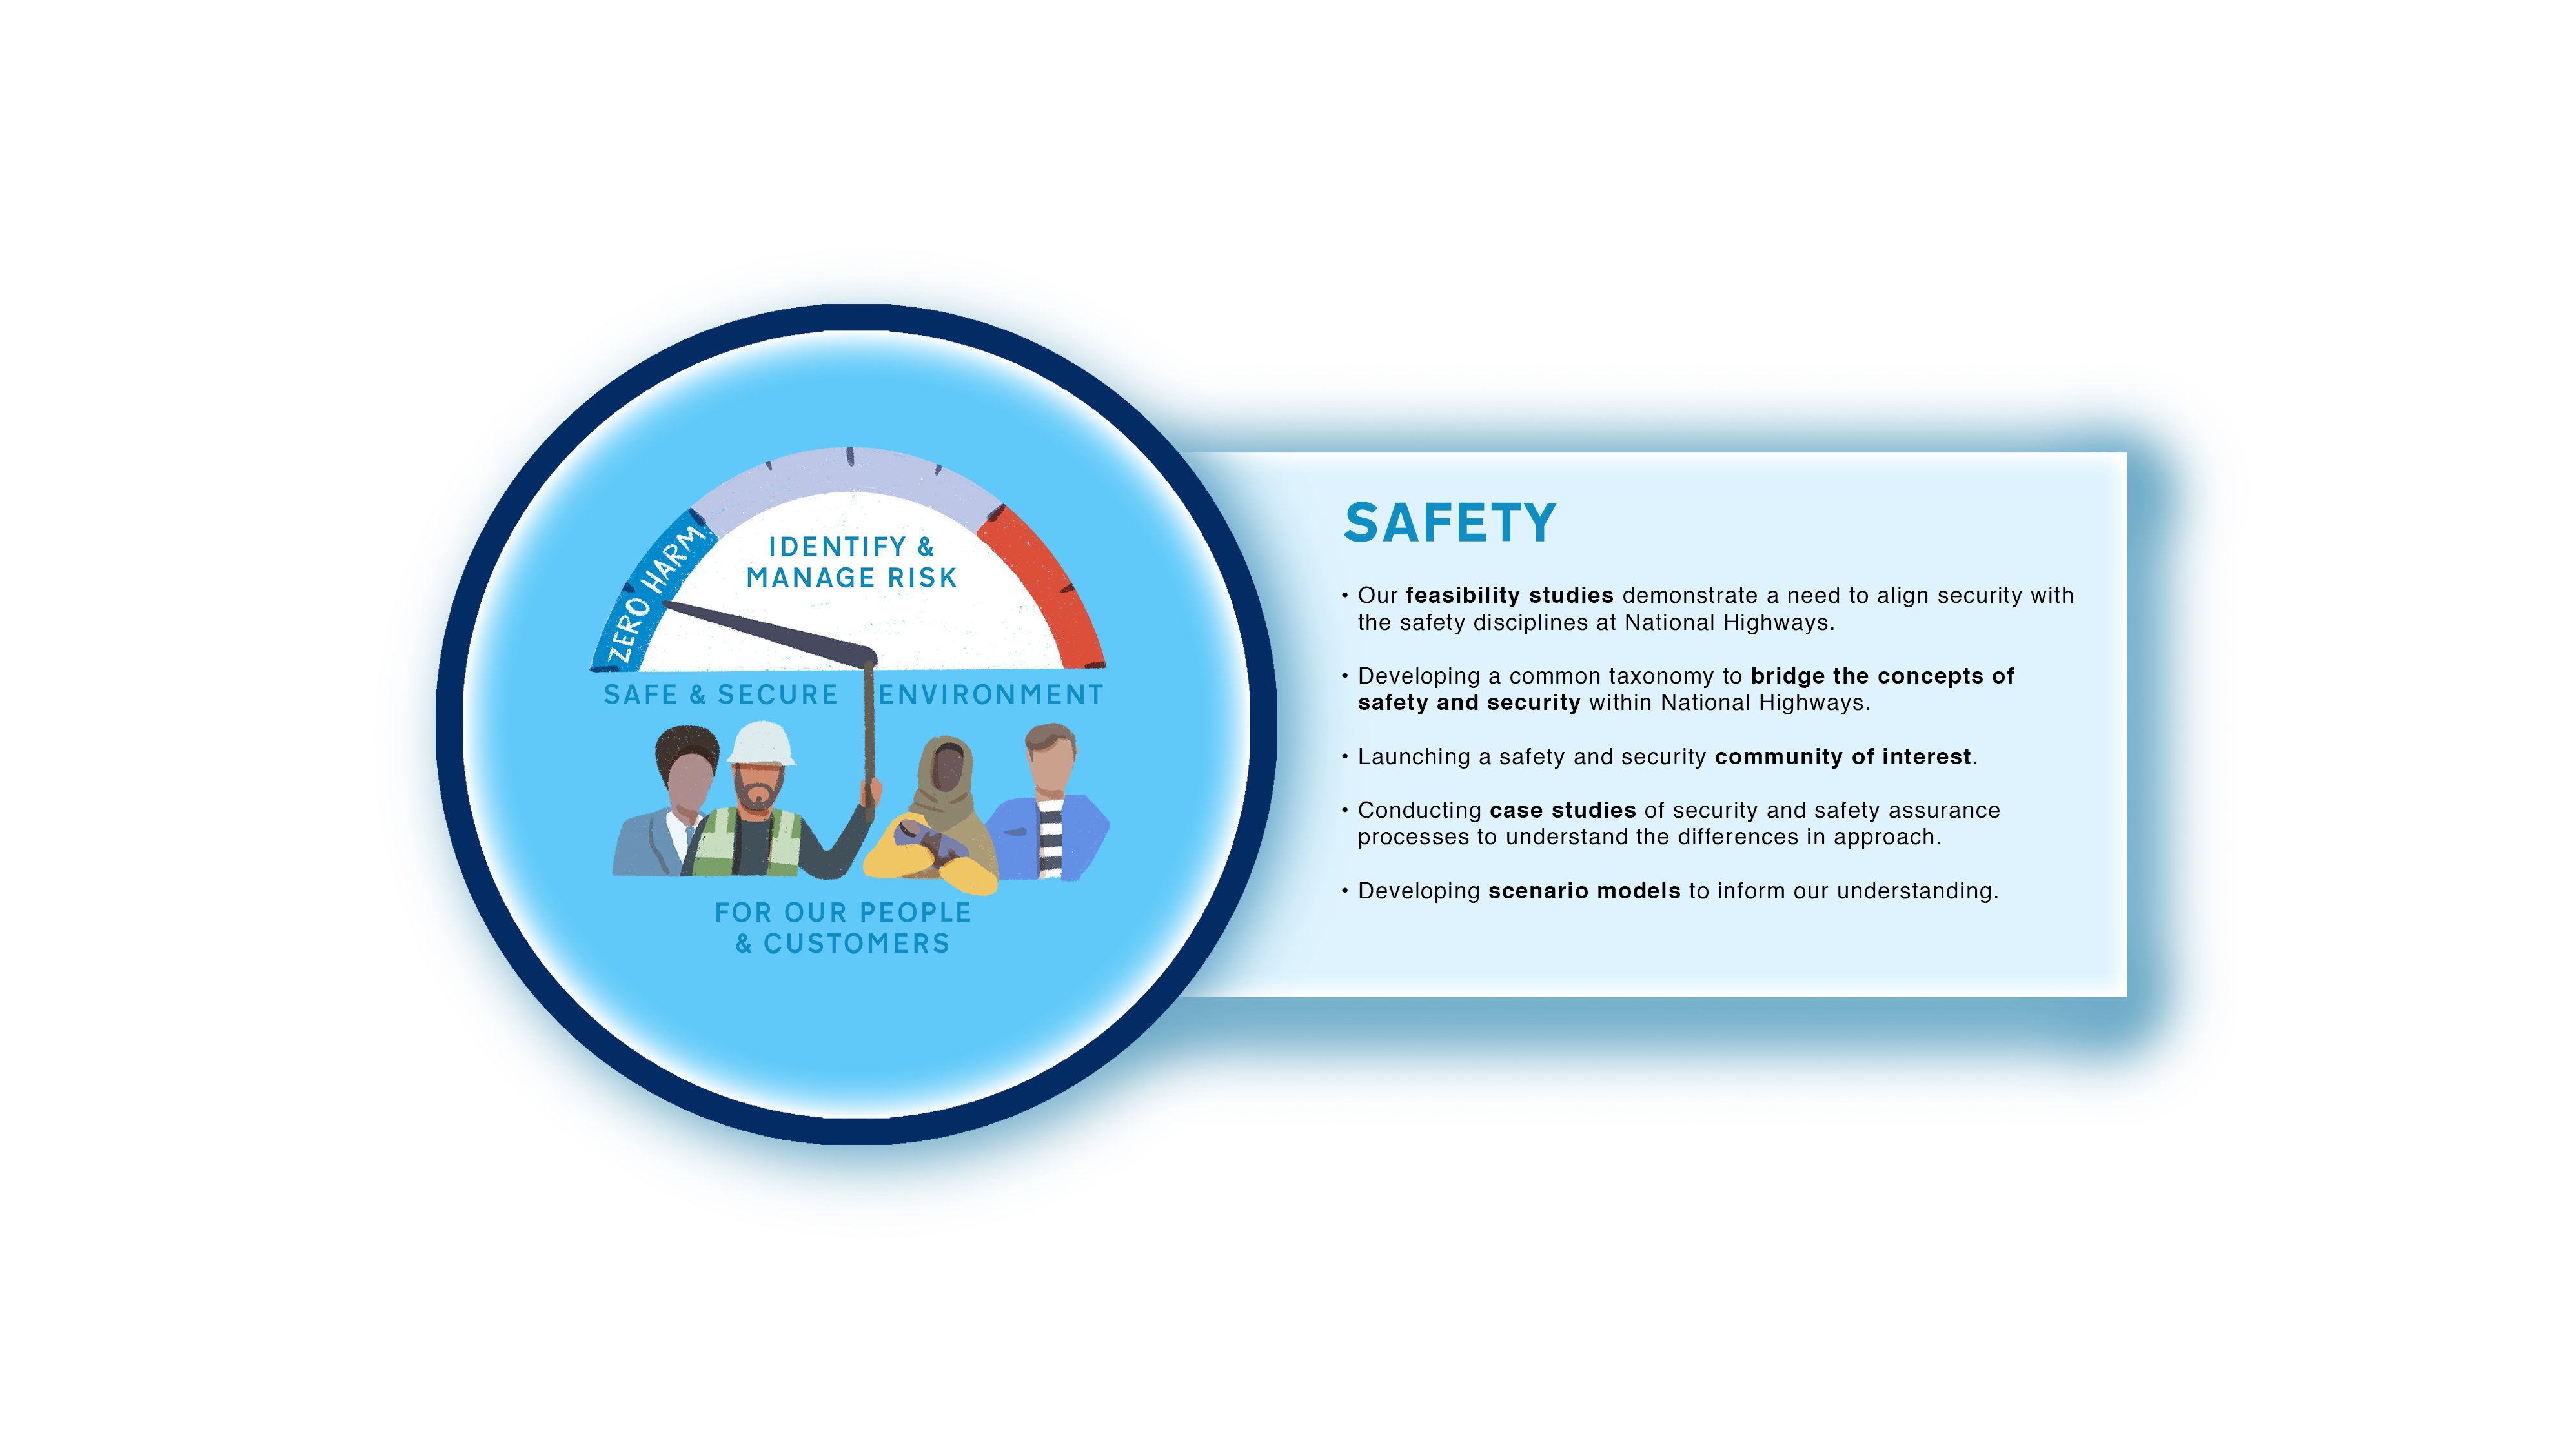 ZERO HARM
IDENTIFY &
MANAGE RISK
SAFE & SECURE ENVIRONMENT
FOR OUR PEOPLE
& CUSTOMERS
SAFETY
• Our feasibility studies demonstrate a need to align security with
the safety disciplines at National Highways.
• Developing a common taxonomy to bridge the concepts of
safety and security within National Highways.
• Launching a safety and security community of interest.
• Conducting case studies of security and safety assurance
processes to understand the differences in approach.
• Developing scenario models to inform our understanding.